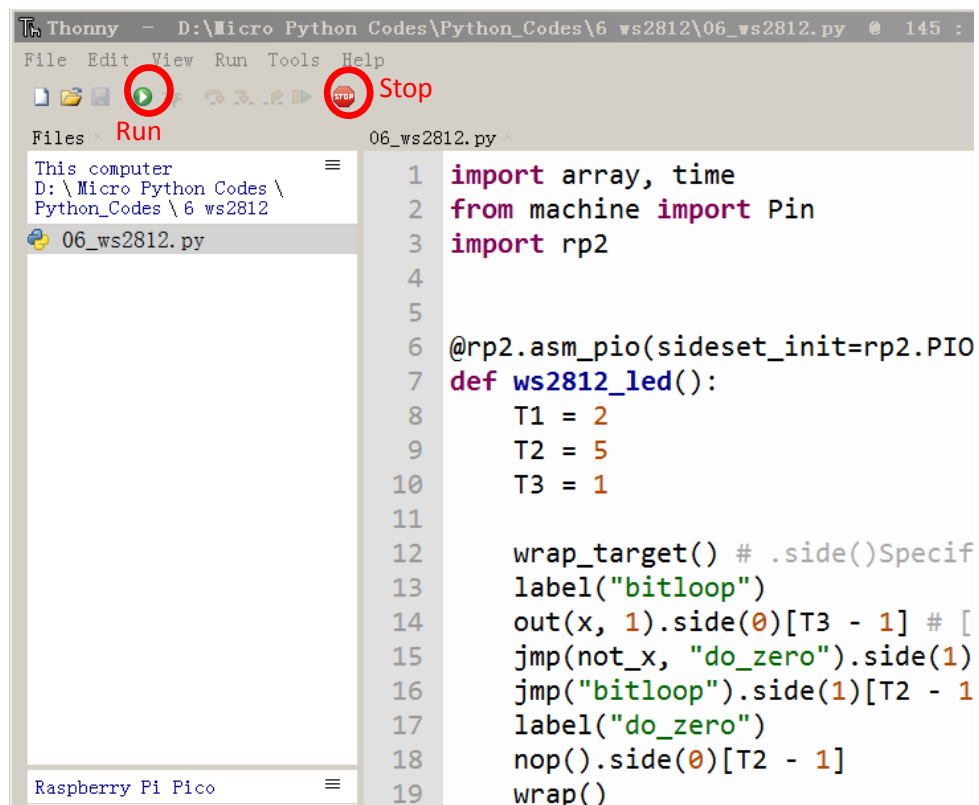 Thonny - D:\Micro Python Codes\Python_Codes\6 ws2812\06_ws2812.py @ 145 :
File Edit View Run Tools Help
STOP
Stop
Run
Files
06_ws2812.py
This computer
D: \ Micro Python Codes \
Python_Codes \ 6 ws2812
06_ws2812.py
1 import array, time
2 from machine import Pin
3 import rp2
4
5
6 @rp2.asm_pio(sideset_init=rp2.PIO
7 def ws2812_led():
8 T1 = 2
9 T2 = 5
10 T3 = 1
11
12 wrap_target() # .side()Specif
13 label("bitloop")
14 out(x, 1).side(0)[T3 - 1] # [
15 jmp(not_x, "do_zero").side(1)
16 jmp("bitloop").side(1)[T2 - 1
17 label("do_zero")
18 nop().side(0)[T2 - 1]
19 wrap()
Raspberry Pi Pico